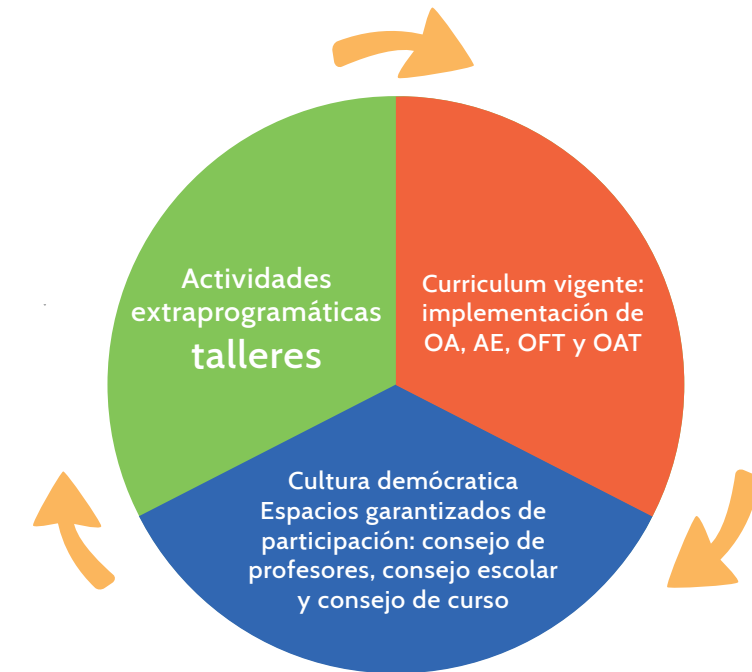 Actividades
extraprogramáticas
talleres
Curriculum vigente:
implementación de
OA, AE, OFT y OAT
Cultura demócratica
Espacios garantizados de
participación: consejo de
profesores, consejo escolar
y consejo de curso